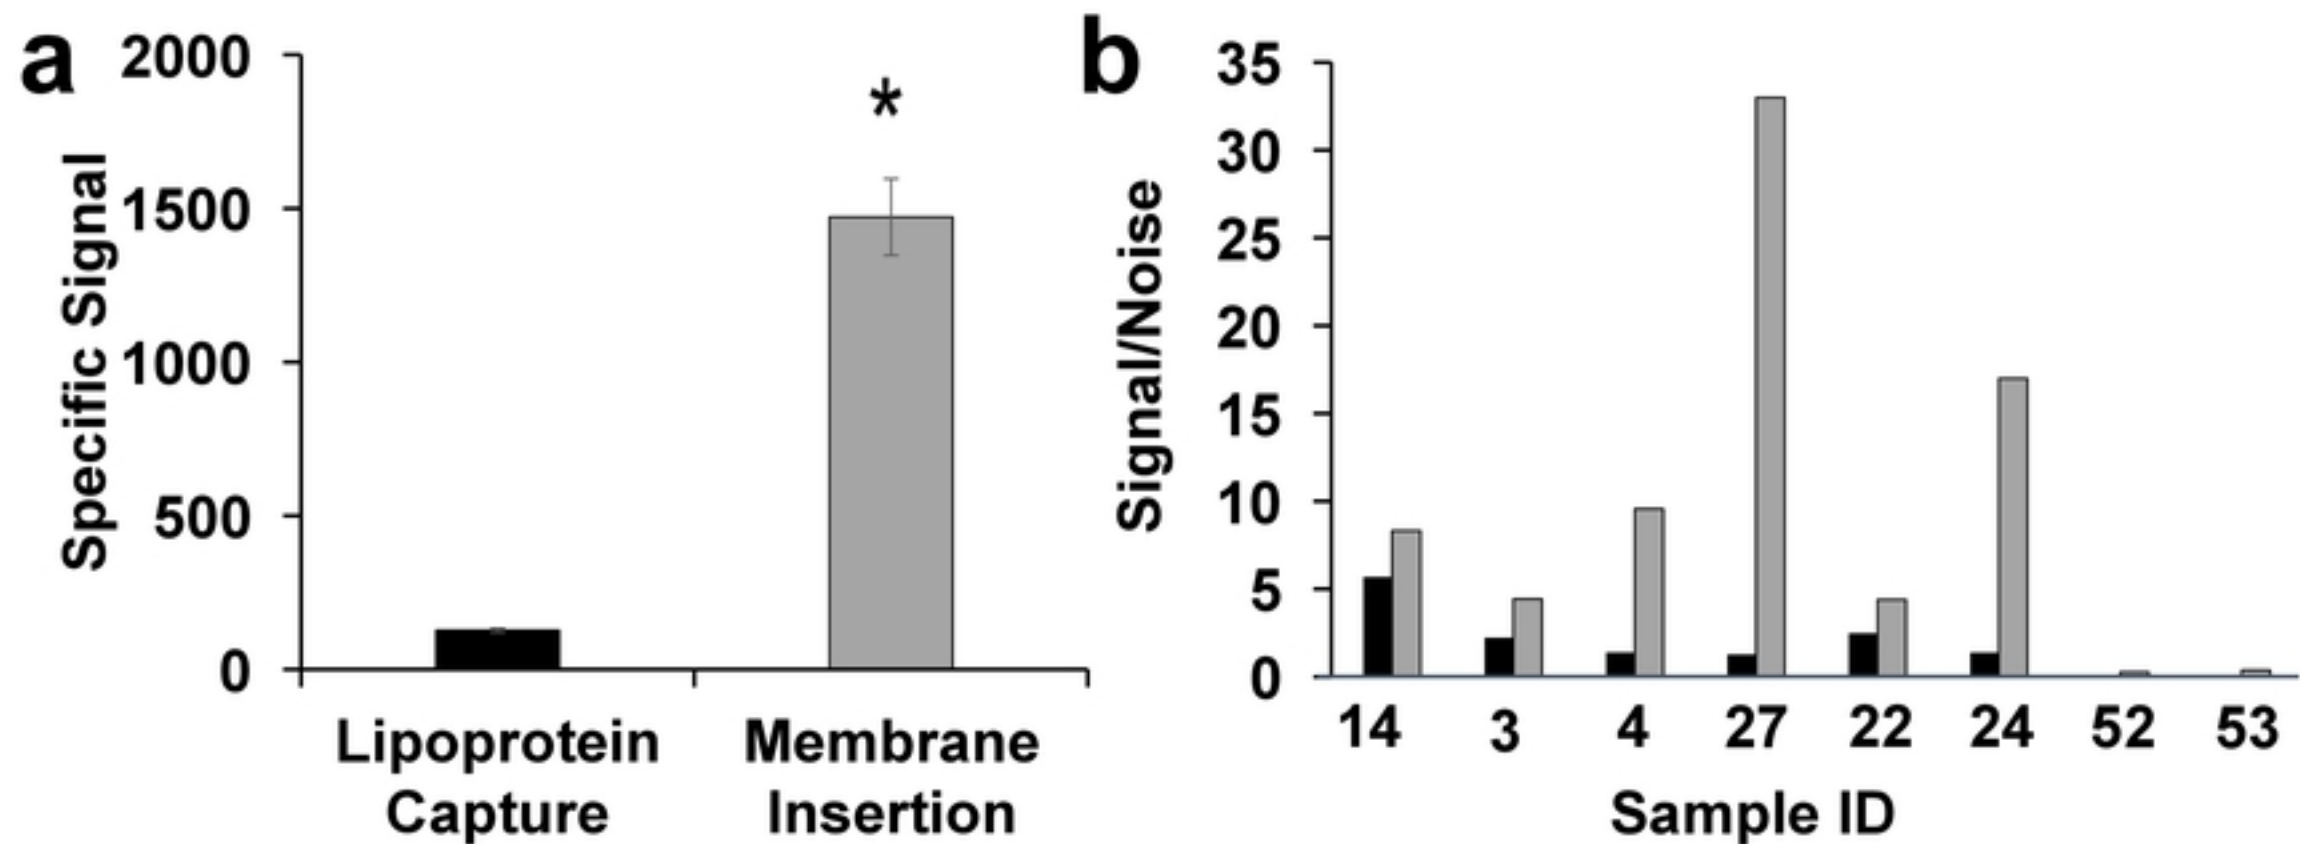 a
2000
1500
1000
500
0
Specific Signal
*
Lipoprotein
Capture
Membrane
Insertion
b
35
30
25
20
15
10
5
0
Signal/Noise
14 3 4 27 22 24 52 53
Sample ID